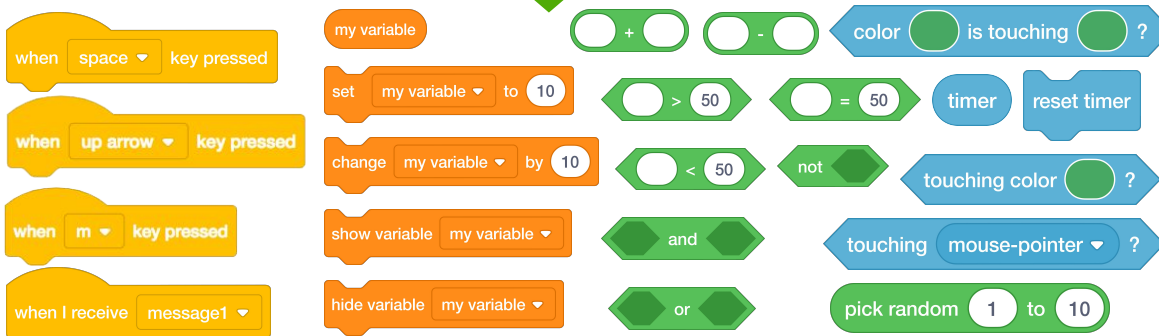 when space key pressed
when up arrow key pressed
when m key pressed
when I receive message1
my variable
set my variable to 10
change my variable by 10
show variable my variable
hide variable my variable
+
-
> 50
= 50
< 50
not
and
or
color is touching ?
timer
reset timer
touching color ?
touching mouse-pointer ?
pick random 1 to 10